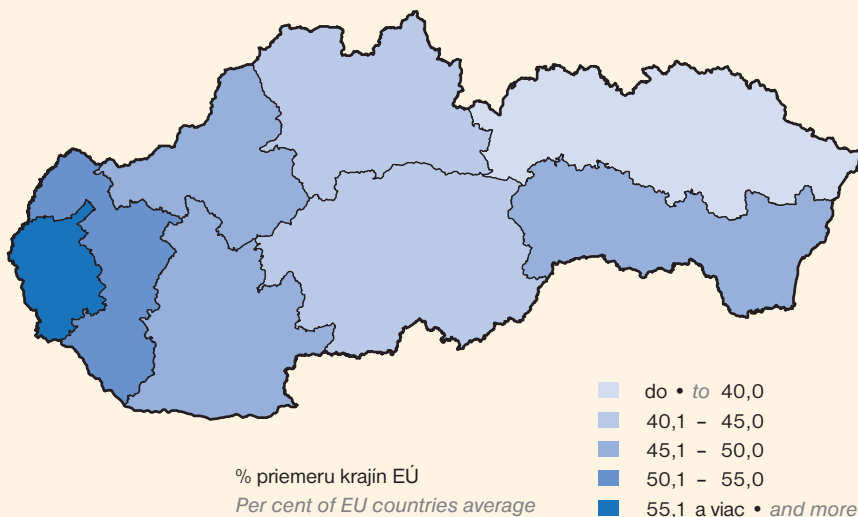 % priemeru krajín EÚ
Per cent of EU countries average
do • to 40,0
40,1 – 45,0
45,1 – 50,0
50,1 – 55,0
55,1 a viac • and more